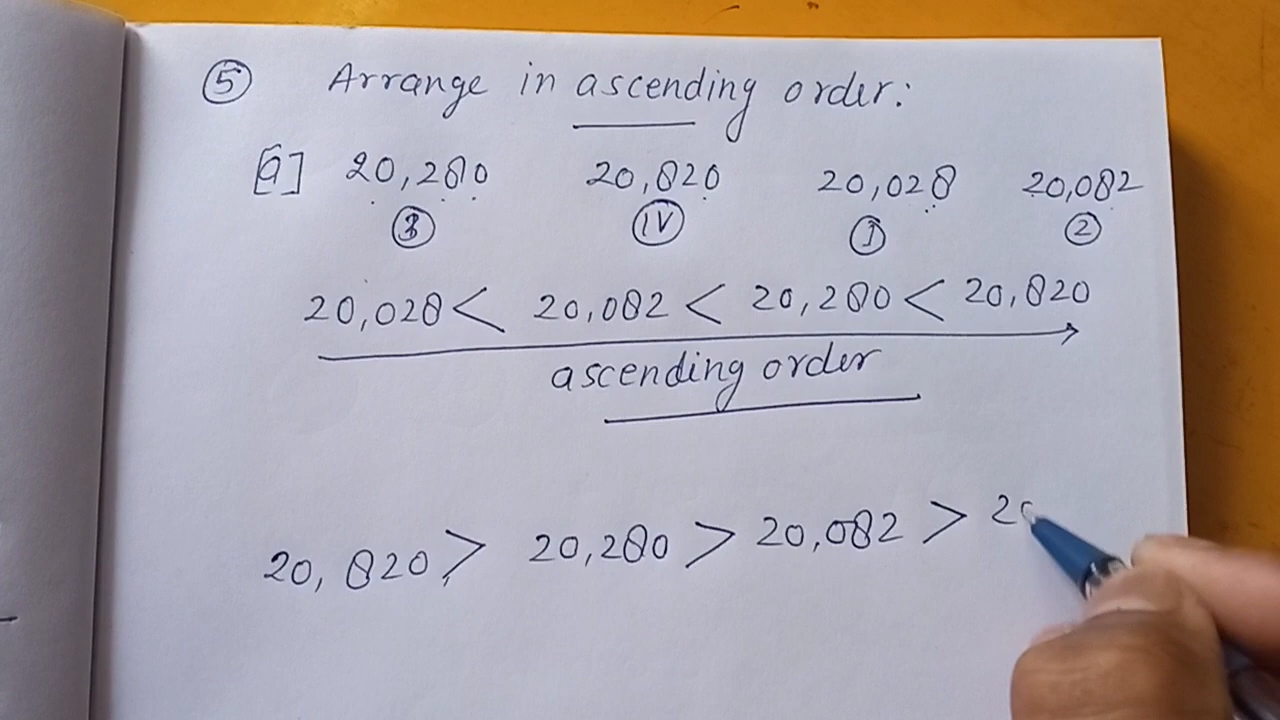 ⑤ Arrange in ascending order:
[a] 20,280 20,820 20,028 20,082
③ IV ① ②
20,028 < 20,082 < 20,280 < 20,820
ascending order
20,820 > 20,280 > 20,082 > 20